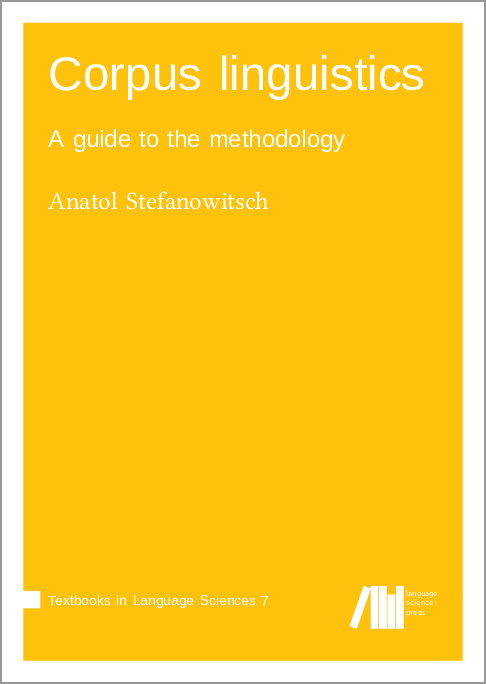 Corpus linguistics
A guide to the methodology
Anatol Stefanowitsch
Textbooks in Language Sciences 7
language
science
press